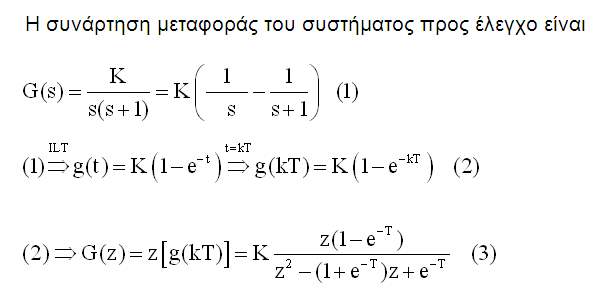 Η συνάρτηση μεταφοράς του συστήματος προς έλεγχο είναι
G(s) = K / (s(s+1)) = K(1/s − 1/(s+1)) (1)
(1) ⇒^{ILT} g(t) = K(1−e^{−t}) ⇒^{t=kT} g(kT) = K(1−e^{−kT}) (2)
(2) ⇒ G(z) = z[g(kT)] = K z(1−e^{−T}) / (z^2 −(1+e^{−T})z + e^{−T}) (3)